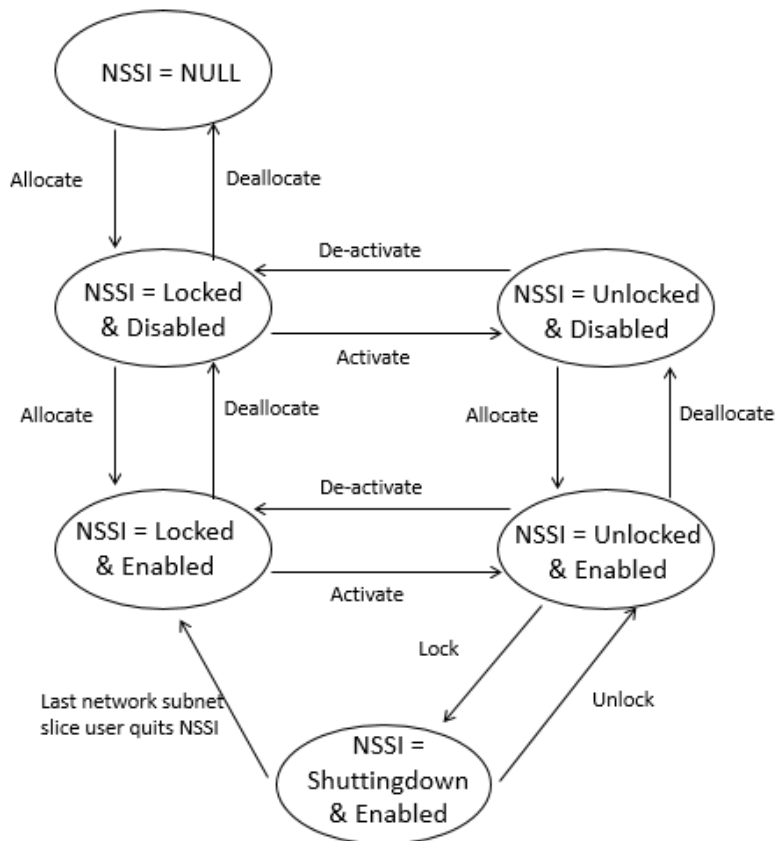 NSSI = NULL
Allocate
Deallocate
De-activate
NSSI = Locked
& Disabled
NSSI = Unlocked
& Disabled
Activate
Allocate
Deallocate
Allocate
Deallocate
De-activate
NSSI = Locked
& Enabled
NSSI = Unlocked
& Enabled
Activate
Lock
Last network subnet
slice user quits NSSI
Unlock
NSSI =
Shuttingdown
& Enabled